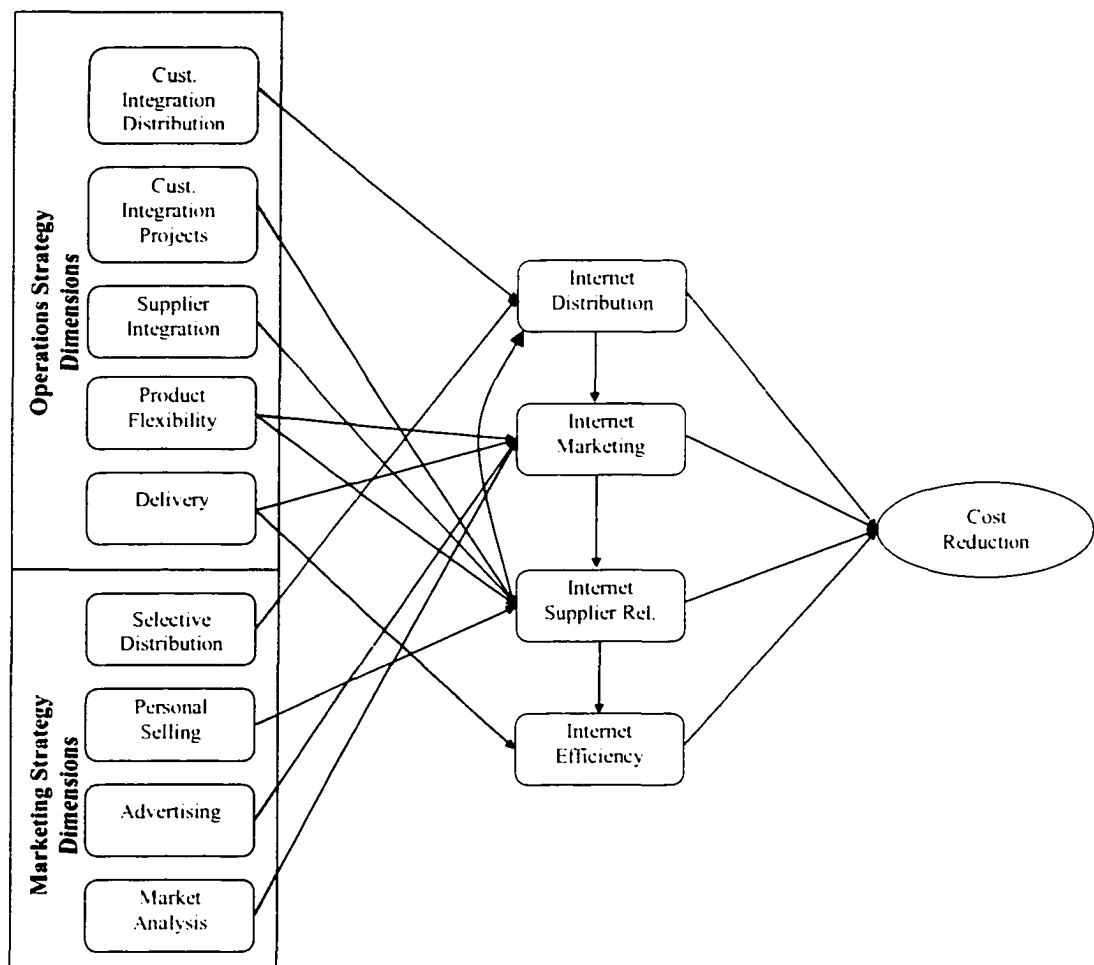 Operations Strategy
Dimensions
Cust.
Integration
Distribution
Cust.
Integration
Projects
Supplier
Integration
Product
Flexibility
Delivery
Marketing Strategy
Dimensions
Selective
Distribution
Personal
Selling
Advertising
Market
Analysis
Internet
Distribution
Internet
Marketing
Internet
Supplier Rel.
Internet
Efficiency
Cost
Reduction